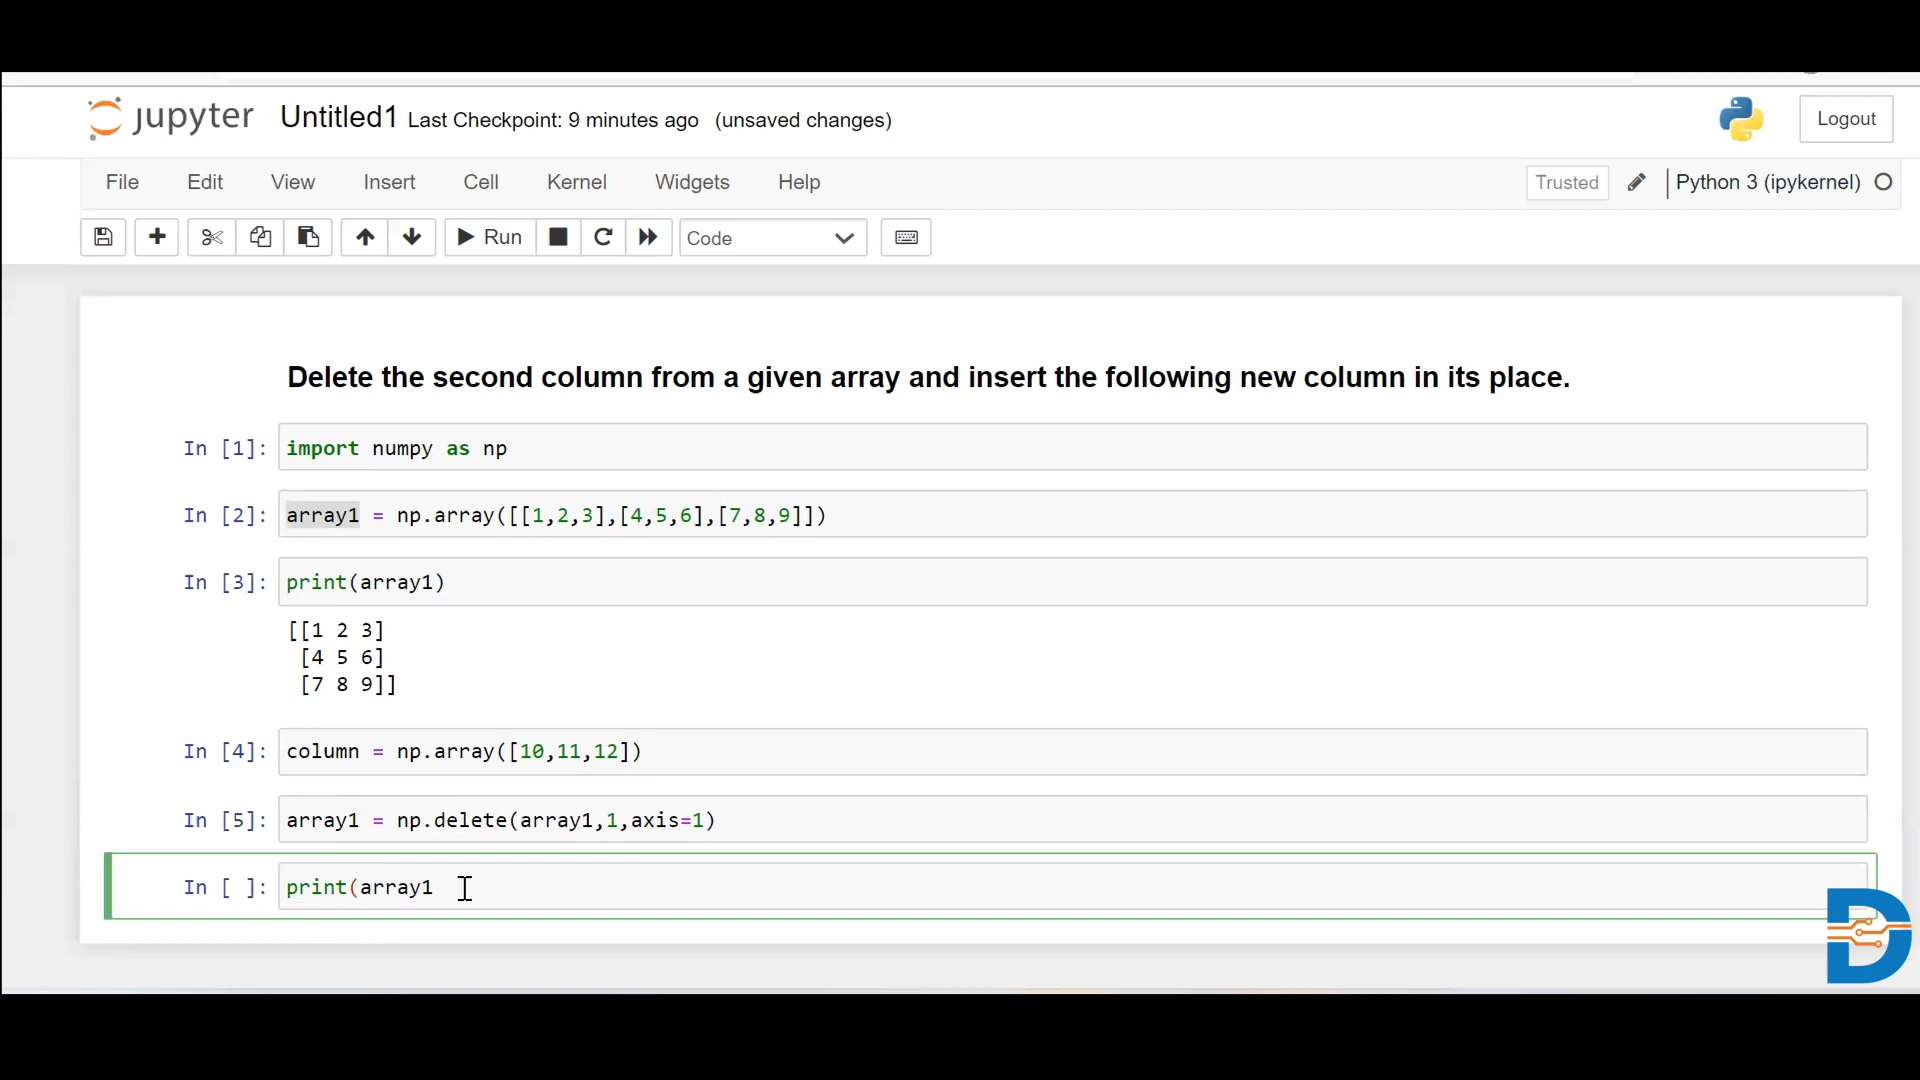 jupyter Untitled1 Last Checkpoint: 9 minutes ago (unsaved changes)
Logout
File Edit View Insert Cell Kernel Widgets Help
Trusted Python 3 (ipykernel)
Run Code
Delete the second column from a given array and insert the following new column in its place.
In [1]: import numpy as np
In [2]: array1 = np.array([[1,2,3],[4,5,6],[7,8,9]])
In [3]: print(array1)
[[1 2 3]
[4 5 6]
[7 8 9]]
In [4]: column = np.array([10,11,12])
In [5]: array1 = np.delete(array1,1,axis=1)
In [ ]: print(array1
D